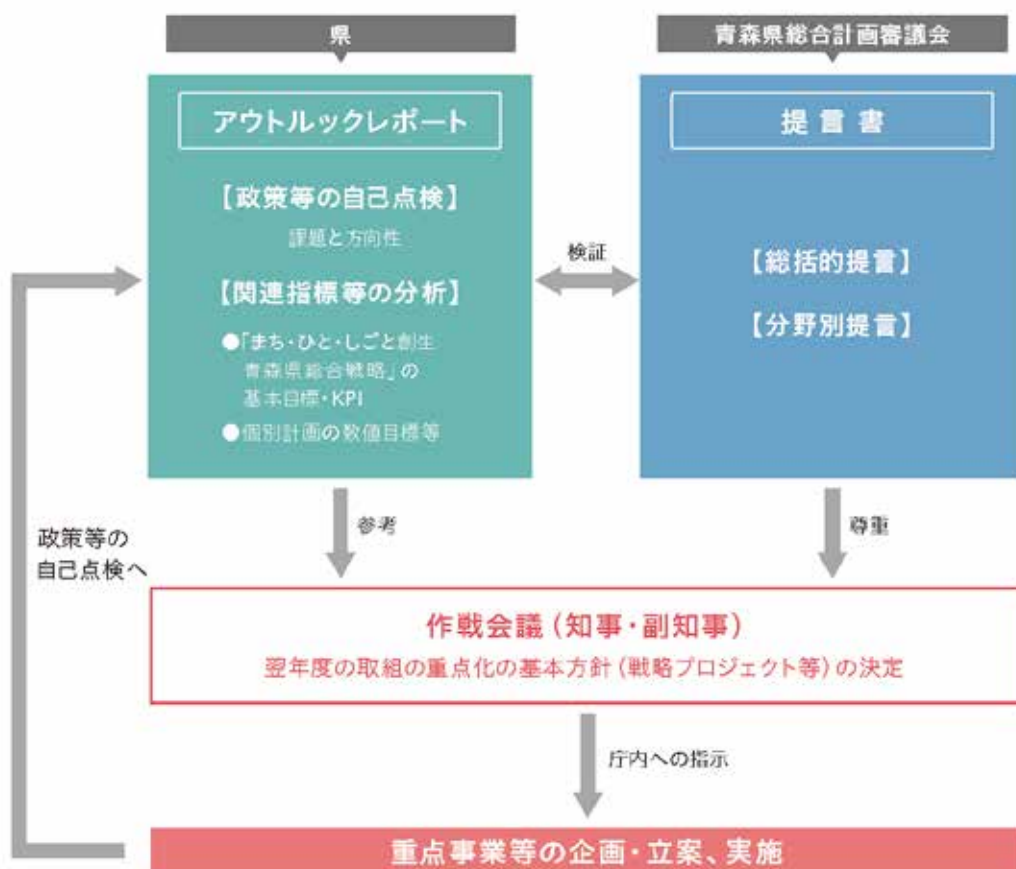 県
アウトルックレポート
【政策等の自己点検】
課題と方向性
【関連指標等の分析】
●「まち・ひと・しごと創生
青森県総合戦略」の
基本目標・KPI
●個別計画の数値目標等
検証
青森県総合計画審議会
提言書
【総括的提言】
【分野別提言】
参考
尊重
政策等の
自己点検へ
作戦会議（知事・副知事）
翌年度の取組の重点化の基本方針（戦略プロジェクト等）の決定
庁内への指示
重点事業等の企画・立案、実施